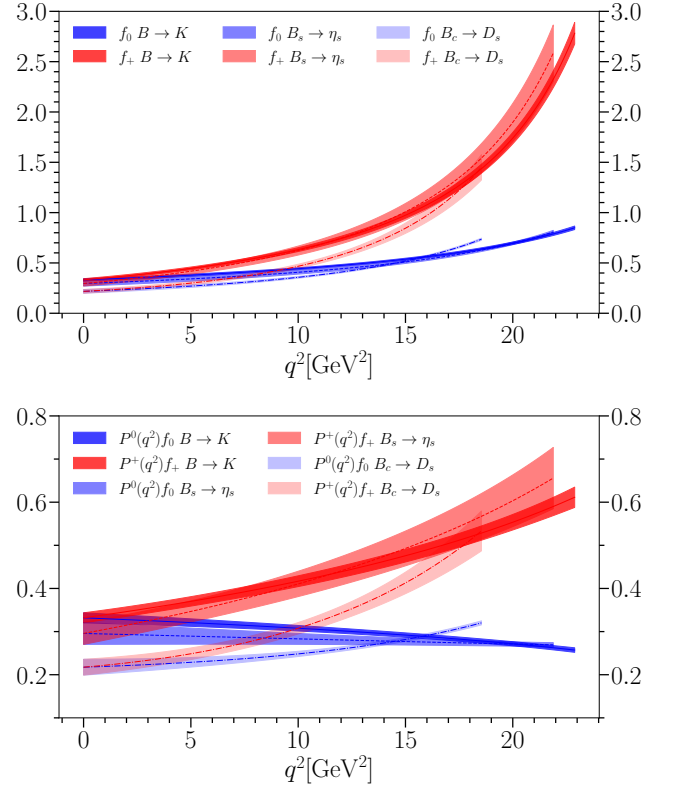 f₀ B → K f₀ Bₛ → ηₛ f₀ B_c → Dₛ
f₊ B → K f₊ Bₛ → ηₛ f₊ B_c → Dₛ
3.0 3.0
2.5 2.5
2.0 2.0
1.5 1.5
1.0 1.0
0.5 0.5
0.0 0.0
0 5 10 15 20
q²[GeV²]
0.8 0.8
P⁰(q²)f₀ B → K P⁺(q²)f₊ Bₛ → ηₛ
P⁺(q²)f₊ B → K P⁰(q²)f₀ B_c → Dₛ
P⁰(q²)f₀ Bₛ → ηₛ P⁺(q²)f₊ B_c → Dₛ
0.6 0.6
0.4 0.4
0.2 0.2
0 5 10 15 20
q²[GeV²]